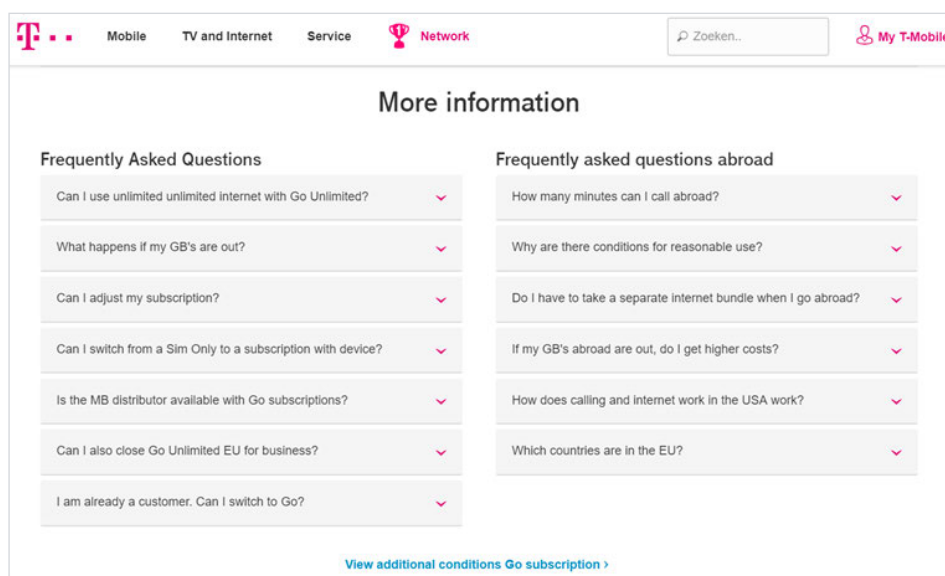 T
Mobile
TV and Internet
Service
1
Network
Zoeken..
My T-Mobile
More information
Frequently Asked Questions
Can I use unlimited unlimited internet with Go Unlimited?
What happens if my GB's are out?
Can I adjust my subscription?
Can I switch from a Sim Only to a subscription with device?
Is the MB distributor available with Go subscriptions?
Can I also close Go Unlimited EU for business?
I am already a customer. Can I switch to Go?
Frequently asked questions abroad
How many minutes can I call abroad?
Why are there conditions for reasonable use?
Do I have to take a separate internet bundle when I go abroad?
If my GB's abroad are out, do I get higher costs?
How does calling and internet work in the USA work?
Which countries are in the EU?
View additional conditions Go subscription ›